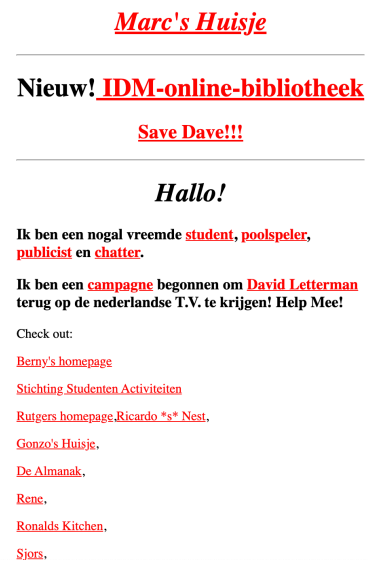 Marc's Huisje
Nieuw! IDM-online-bibliotheek
Save Dave!!!
Hallo!
Ik ben een nogal vreemde student, poolspeler,
publicist en chatter.
Ik ben een campagne begonnen om David Letterman
terug op de nederlandse T.V. te krijgen! Help Mee!
Check out:
Berny's homepage
Stichting Studenten Activiteiten
Rutgers homepage,Ricardo *s* Nest,
Gonzo's Huisje,
De Almanak,
Rene,
Ronalds Kitchen,
Sjors,